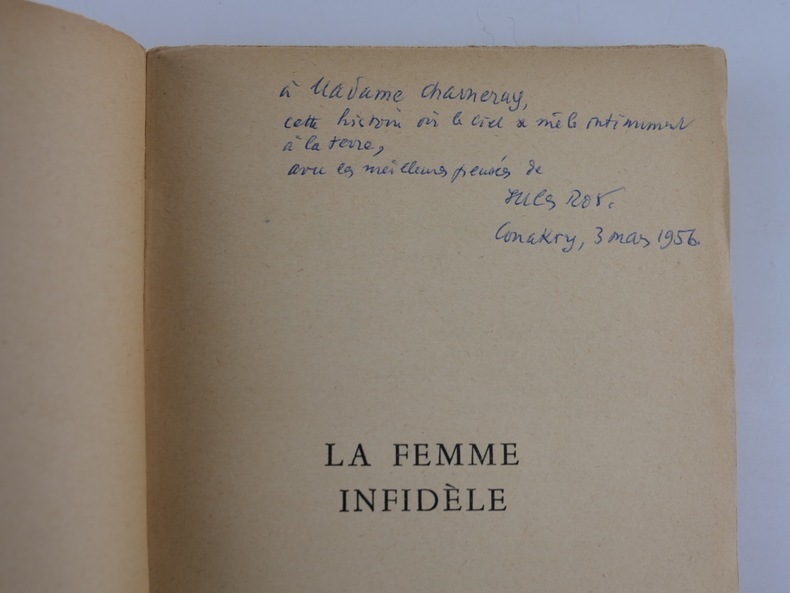 à Madame Charneray,
cette histoire où le ciel se mêle intimement
à la terre,
avec les meilleures pensées de
Jules Roy.
Conakry, 3 mars 1956.
LA FEMME
INFIDÈLE